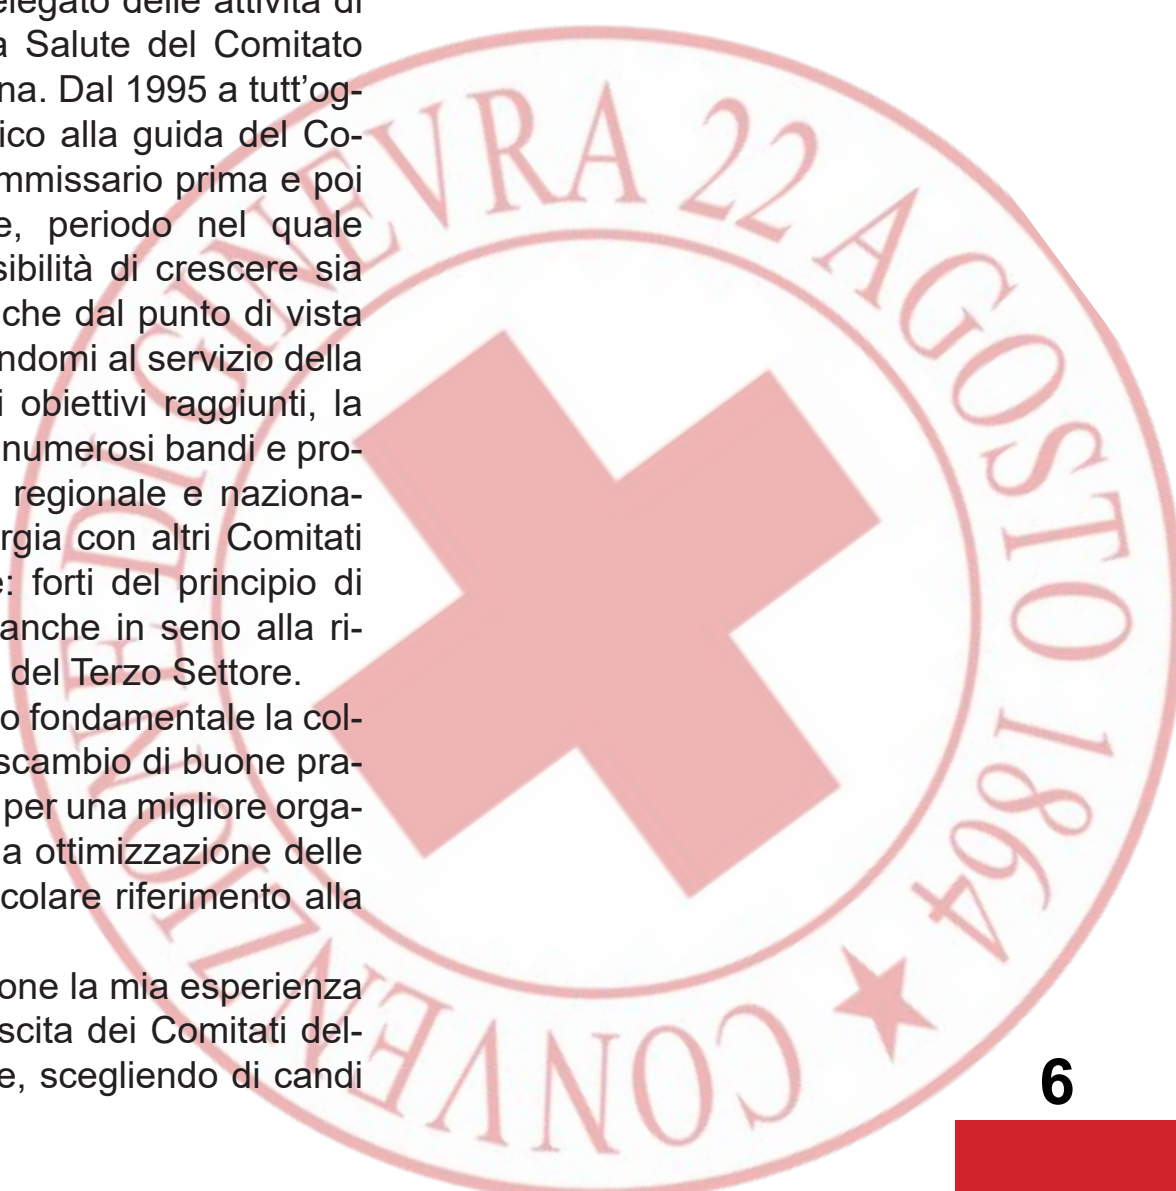 elegato delle attività di
a Salute del Comitato
na. Dal 1995 a tutt'og-
ico alla guida del Co-
mmissario prima e poi
e, periodo nel quale
sibilità di crescere sia
che dal punto di vista
ndomi al servizio della
i obiettivi raggiunti, la
numerosi bandi e pro-
regionale e naziona-
rgia con altri Comitati
e: forti del principio di
anche in seno alla ri-
del Terzo Settore.
o fondamentale la col-
scambio di buone pra-
per una migliore orga-
a ottimizzazione delle
colare riferimento alla
one la mia esperienza
scita dei Comitati del-
e, scegliendo di candi
CONVENZIONE DI GINEVRA 22 AGOSTO 1864
6